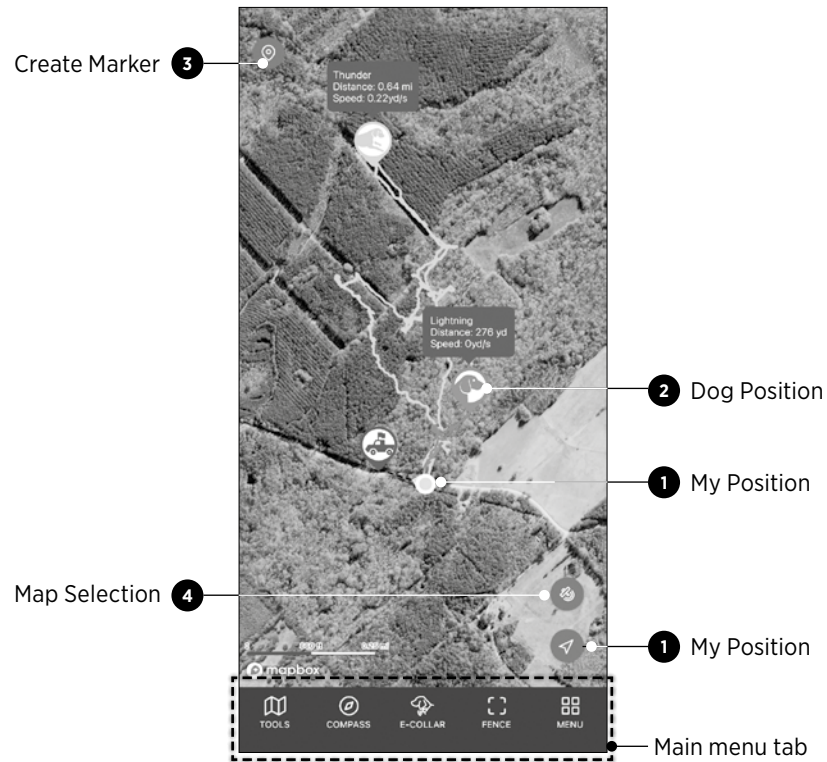 Create Marker 3
Thunder
Distance: 0.64 mi
Speed: 0.22yd/s
Lightning
Distance: 276 yd
Speed: 0yd/s
2 Dog Position
1 My Position
Map Selection 4
1 My Position
mapbox
TOOLS
COMPASS
E-COLLAR
FENCE
MENU
Main menu tab